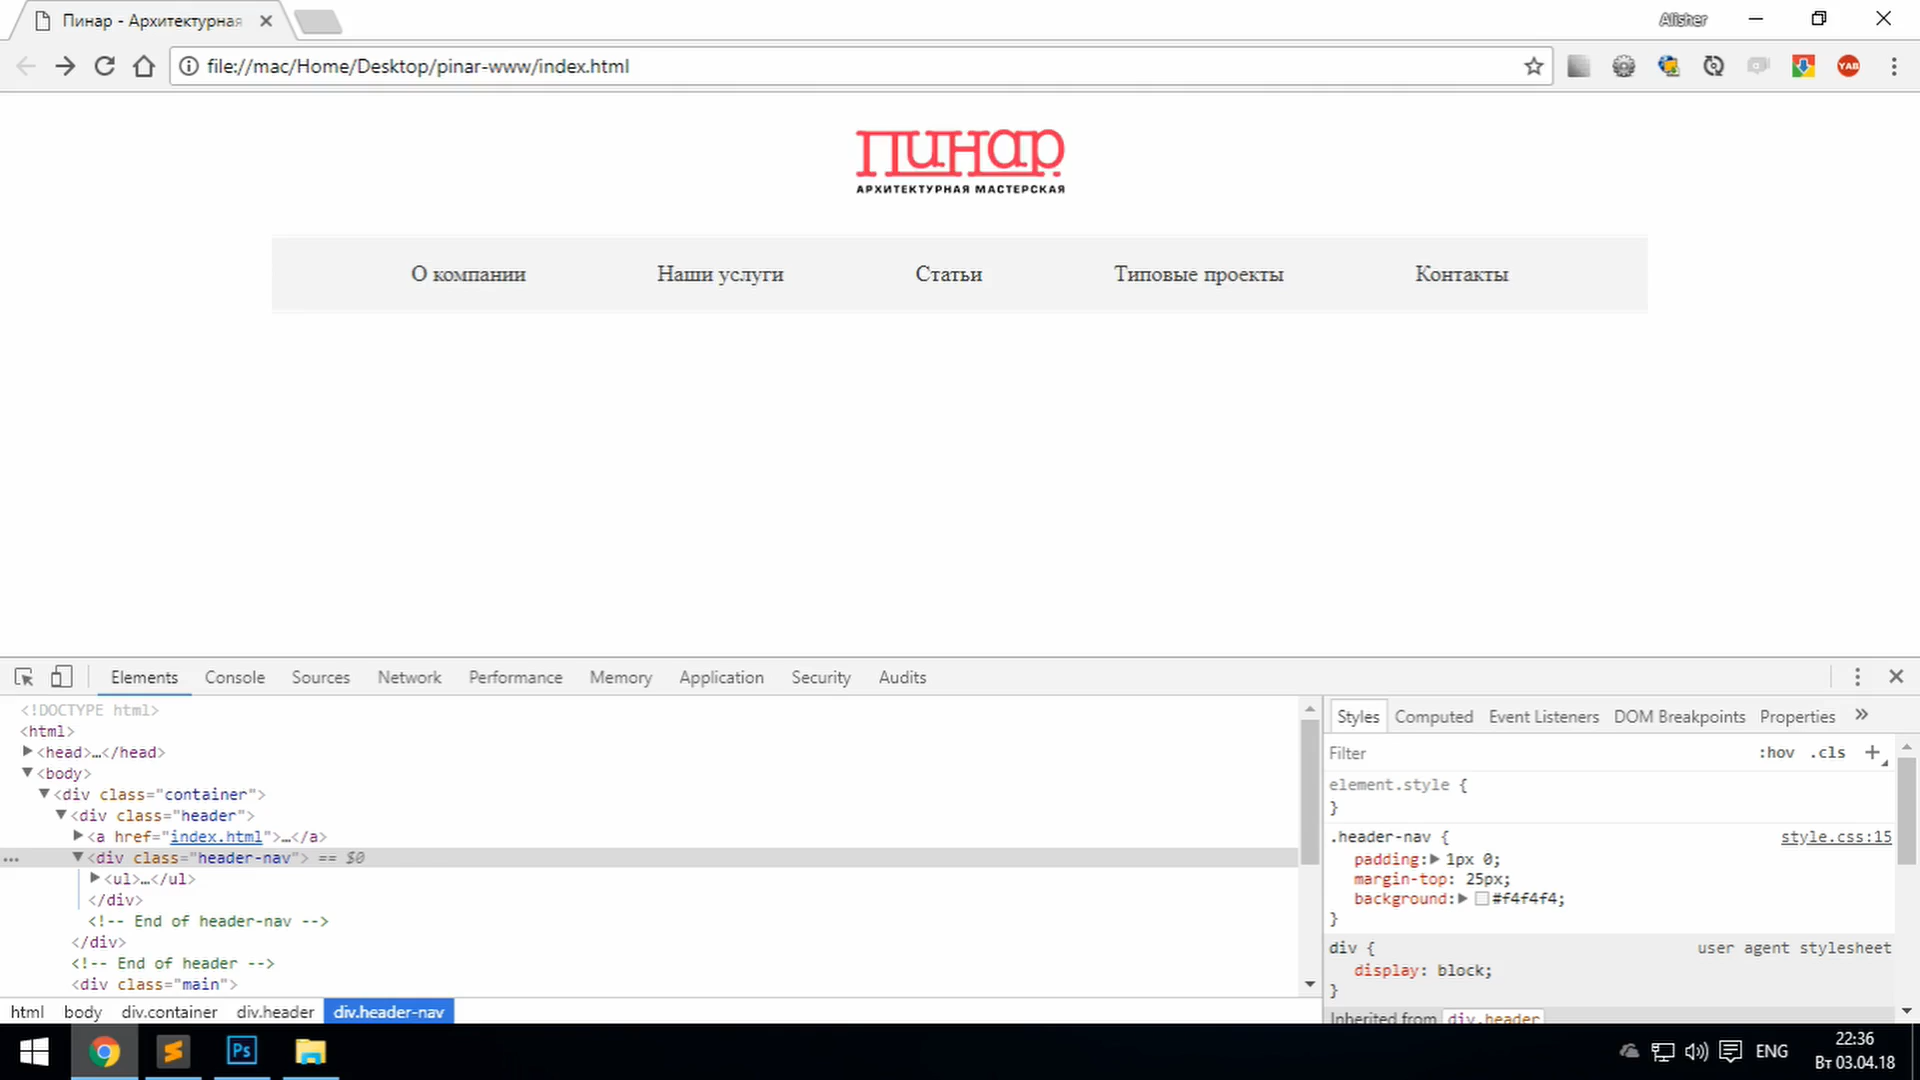 Пинар - Архитектурная
Alisher
file://mac/Home/Desktop/pinar-www/index.html
YAB
пинар
АРХИТЕКТУРНАЯ МАСТЕРСКАЯ
О компании Наши услуги Статьи Типовые проекты Контакты
Elements Console Sources Network Performance Memory Application Security Audits
<!DOCTYPE html>
<html>
<head>…</head>
<body>
<div class="container">
<div class="header">
<a href="index.html">…</a>
<div class="header-nav"> == $0
<ul>…</ul>
</div>
<!-- End of header-nav -->
</div>
<!-- End of header -->
<div class="main">
html body div.container div.header div.header-nav
Styles Computed Event Listeners DOM Breakpoints Properties »
Filter :hov .cls +
element.style {
}
.header-nav { style.css:15
padding: 1px 0;
margin-top: 25px;
background: #f4f4f4;
}
div { user agent stylesheet
display: block;
}
Inherited from div.header
Ps
ENG
22:36
Вт 03.04.18